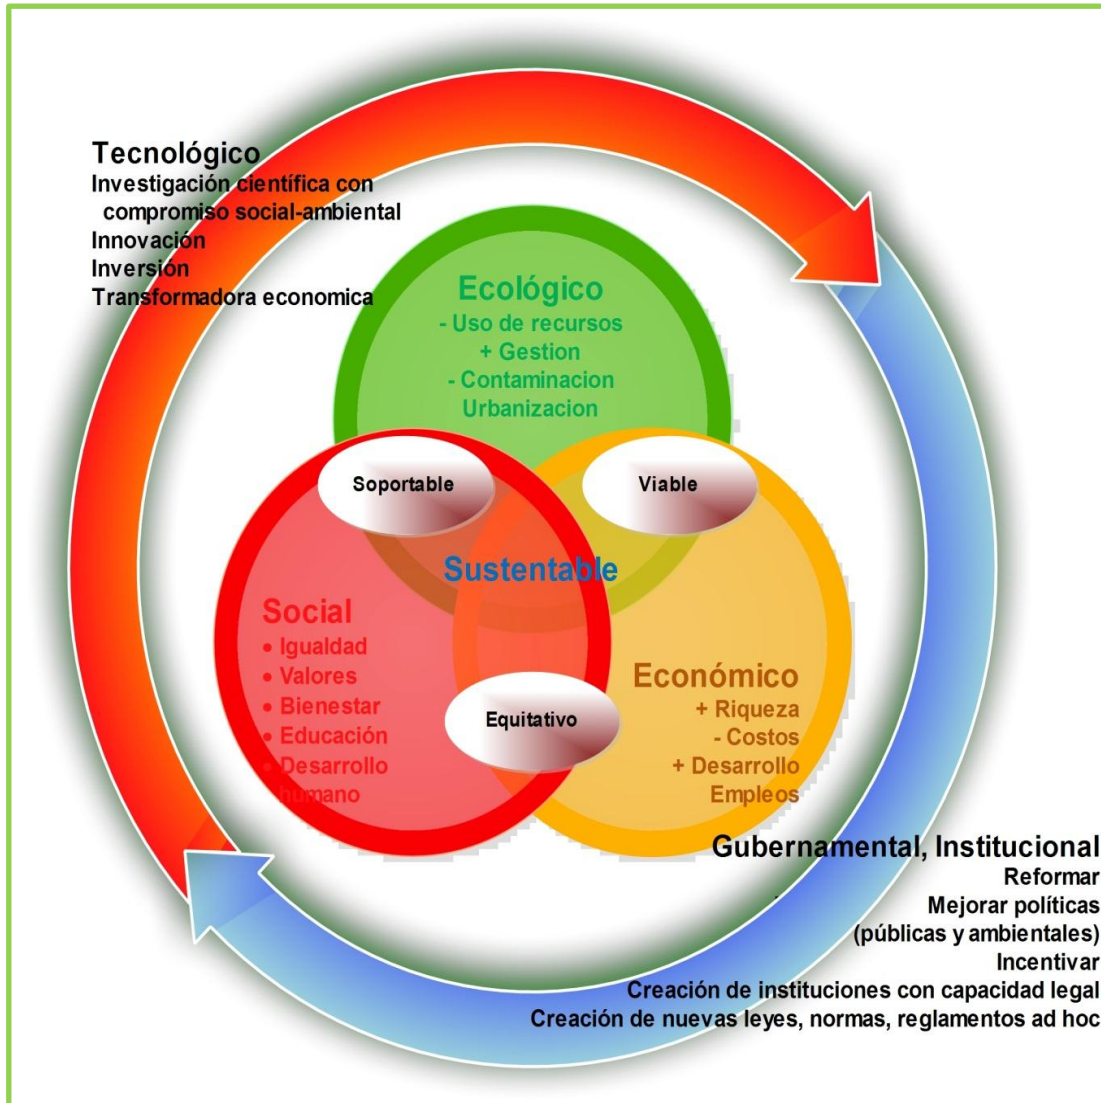 Tecnológico
Investigación científica con
compromiso social-ambiental
Innovación
Inversión
Transformadora economica
Ecológico
- Uso de recursos
+ Gestion
- Contaminacion
Urbanizacion
Soportable
Viable
Sustentable
Social
• Igualdad
• Valores
• Bienestar
• Educación
• Desarrollo
humano
Equitativo
Económico
+ Riqueza
- Costos
+ Desarrollo
Empleos
Gubernamental, Institucional
Reformar
Mejorar políticas
(públicas y ambientales)
Incentivar
Creación de instituciones con capacidad legal
Creación de nuevas leyes, normas, reglamentos ad hoc